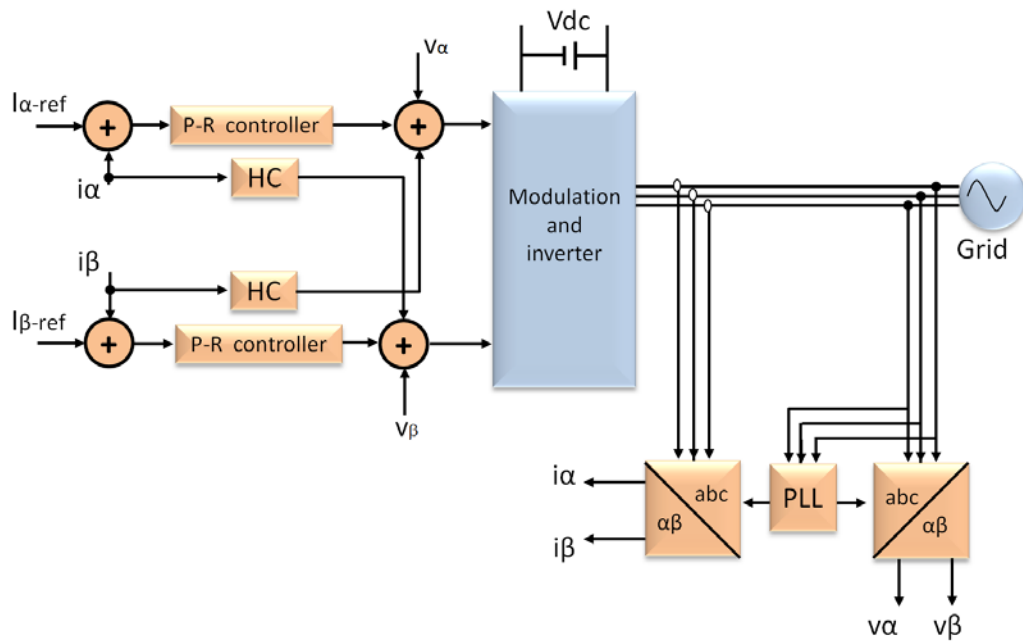 Vdc
vα
Iα-ref
+
P-R controller
+
iα
HC
Modulation
and
inverter
Grid
iβ
HC
Iβ-ref
+
P-R controller
+
vβ
iα
abc
αβ
iβ
PLL
abc
αβ
vα
vβ